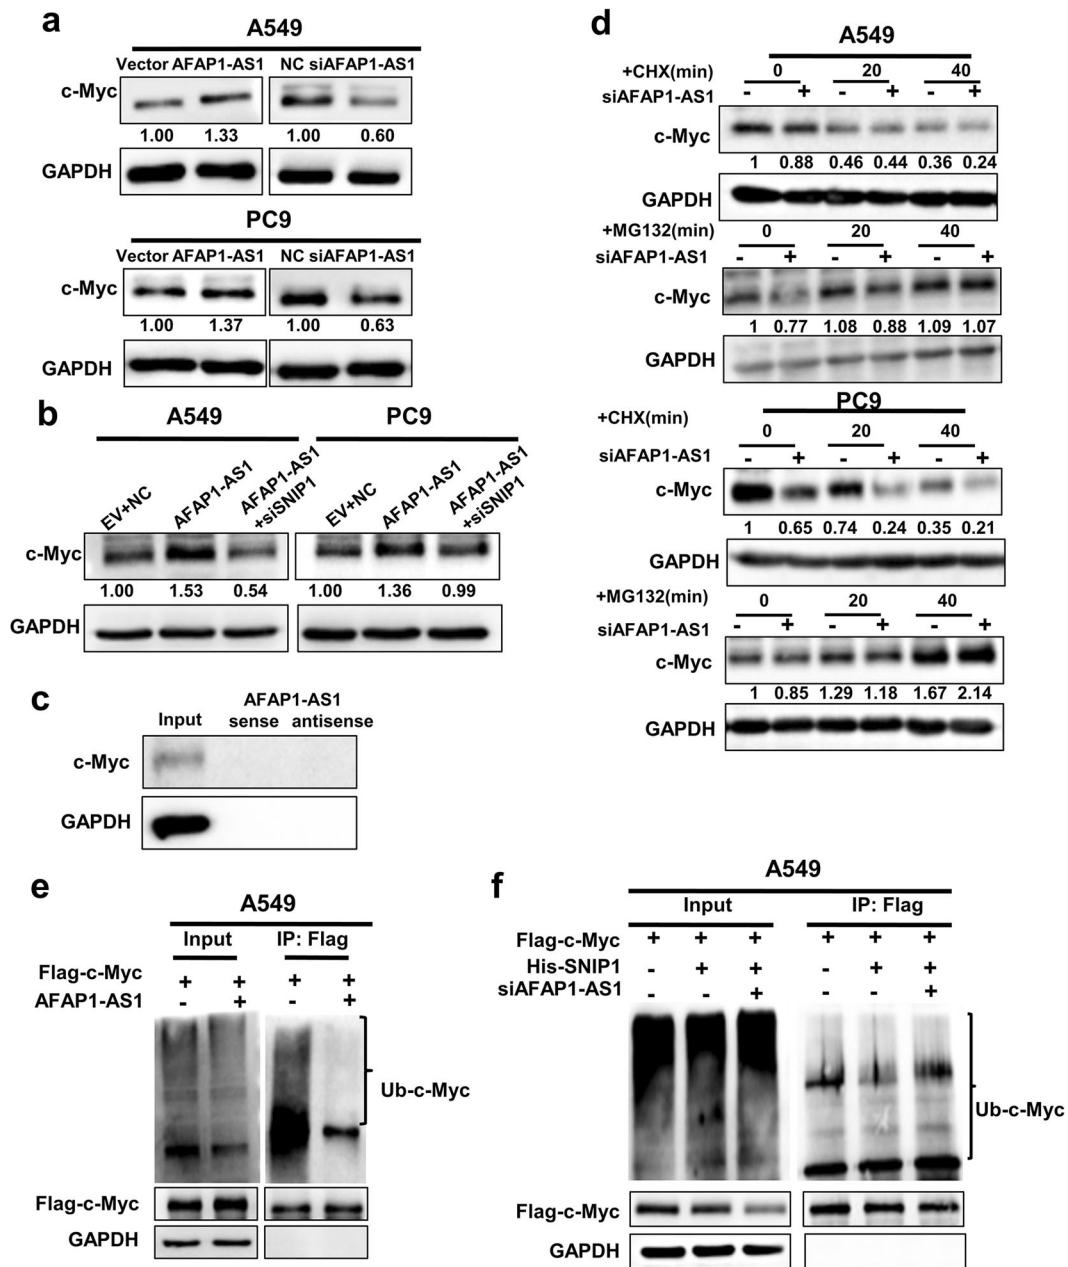 a
A549
Vector AFAP1-AS1 NC siAFAP1-AS1
c-Myc
1.00 1.33 1.00 0.60
GAPDH
PC9
Vector AFAP1-AS1 NC siAFAP1-AS1
c-Myc
1.00 1.37 1.00 0.63
GAPDH
b
A549 PC9
EV+NC AFAP1-AS1 AFAP1-AS1 +siSNIP1 EV+NC AFAP1-AS1 AFAP1-AS1 +siSNIP1
c-Myc
1.00 1.53 0.54 1.00 1.36 0.99
GAPDH
c
AFAP1-AS1
Input sense antisense
c-Myc
GAPDH
d
A549
+CHX(min) 0 20 40
siAFAP1-AS1 - + - + - +
c-Myc
1 0.88 0.46 0.44 0.36 0.24
GAPDH
+MG132(min) 0 20 40
siAFAP1-AS1 - + - + - +
c-Myc
1 0.77 1.08 0.88 1.09 1.07
GAPDH
PC9
+CHX(min) 0 20 40
siAFAP1-AS1 - + - + - +
c-Myc
1 0.65 0.74 0.24 0.35 0.21
GAPDH
+MG132(min) 0 20 40
siAFAP1-AS1 - + - + - +
c-Myc
1 0.85 1.29 1.18 1.67 2.14
GAPDH
e
A549
Input IP: Flag
Flag-c-Myc + + + +
AFAP1-AS1 - + - +
Ub-c-Myc
Flag-c-Myc
GAPDH
f
A549
Input IP: Flag
Flag-c-Myc + + + + + +
His-SNIP1 - + + - + +
siAFAP1-AS1 - - + - - +
Ub-c-Myc
Flag-c-Myc
GAPDH